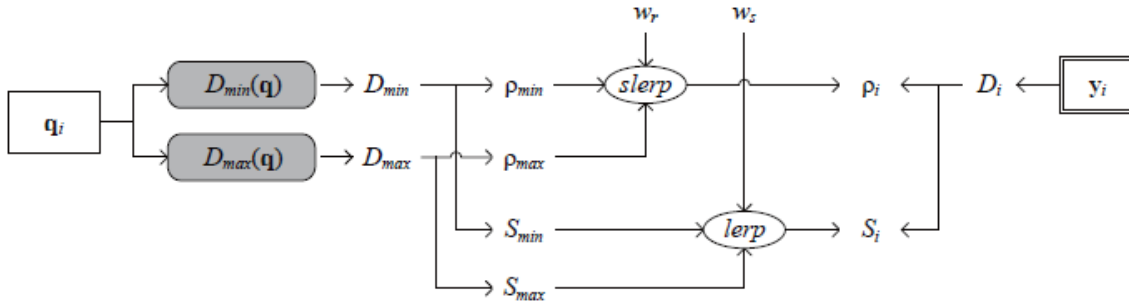 w_r w_s
D_min(q) D_min ρ_min slerp ρ_i D_i y_i
q_i
D_max(q) D_max ρ_max
S_min lerp S_i
S_max